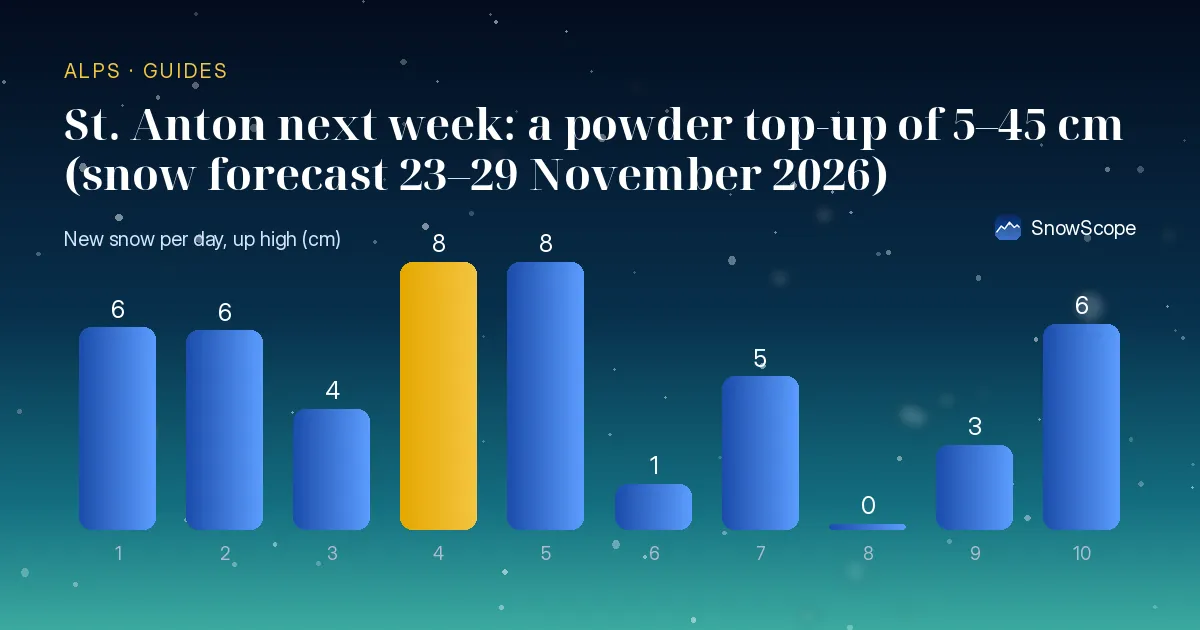 ALPS · GUIDES
St. Anton next week: a powder top-up of 5–45 cm
(snow forecast 23–29 November 2026)
New snow per day, up high (cm)
SnowScope
6 6 4 8 8 1 5 0 3 6
1 2 3 4 5 6 7 8 9 10